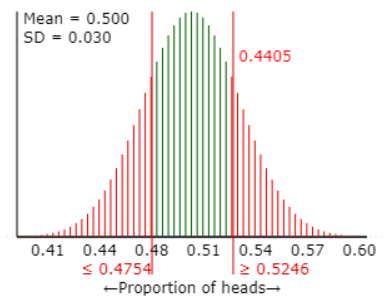 Mean = 0.500
SD = 0.030
0.4405
0.41 0.44 0.48 0.51 0.54 0.57 0.60
≤ 0.4754 ≥ 0.5246
←Proportion of heads→